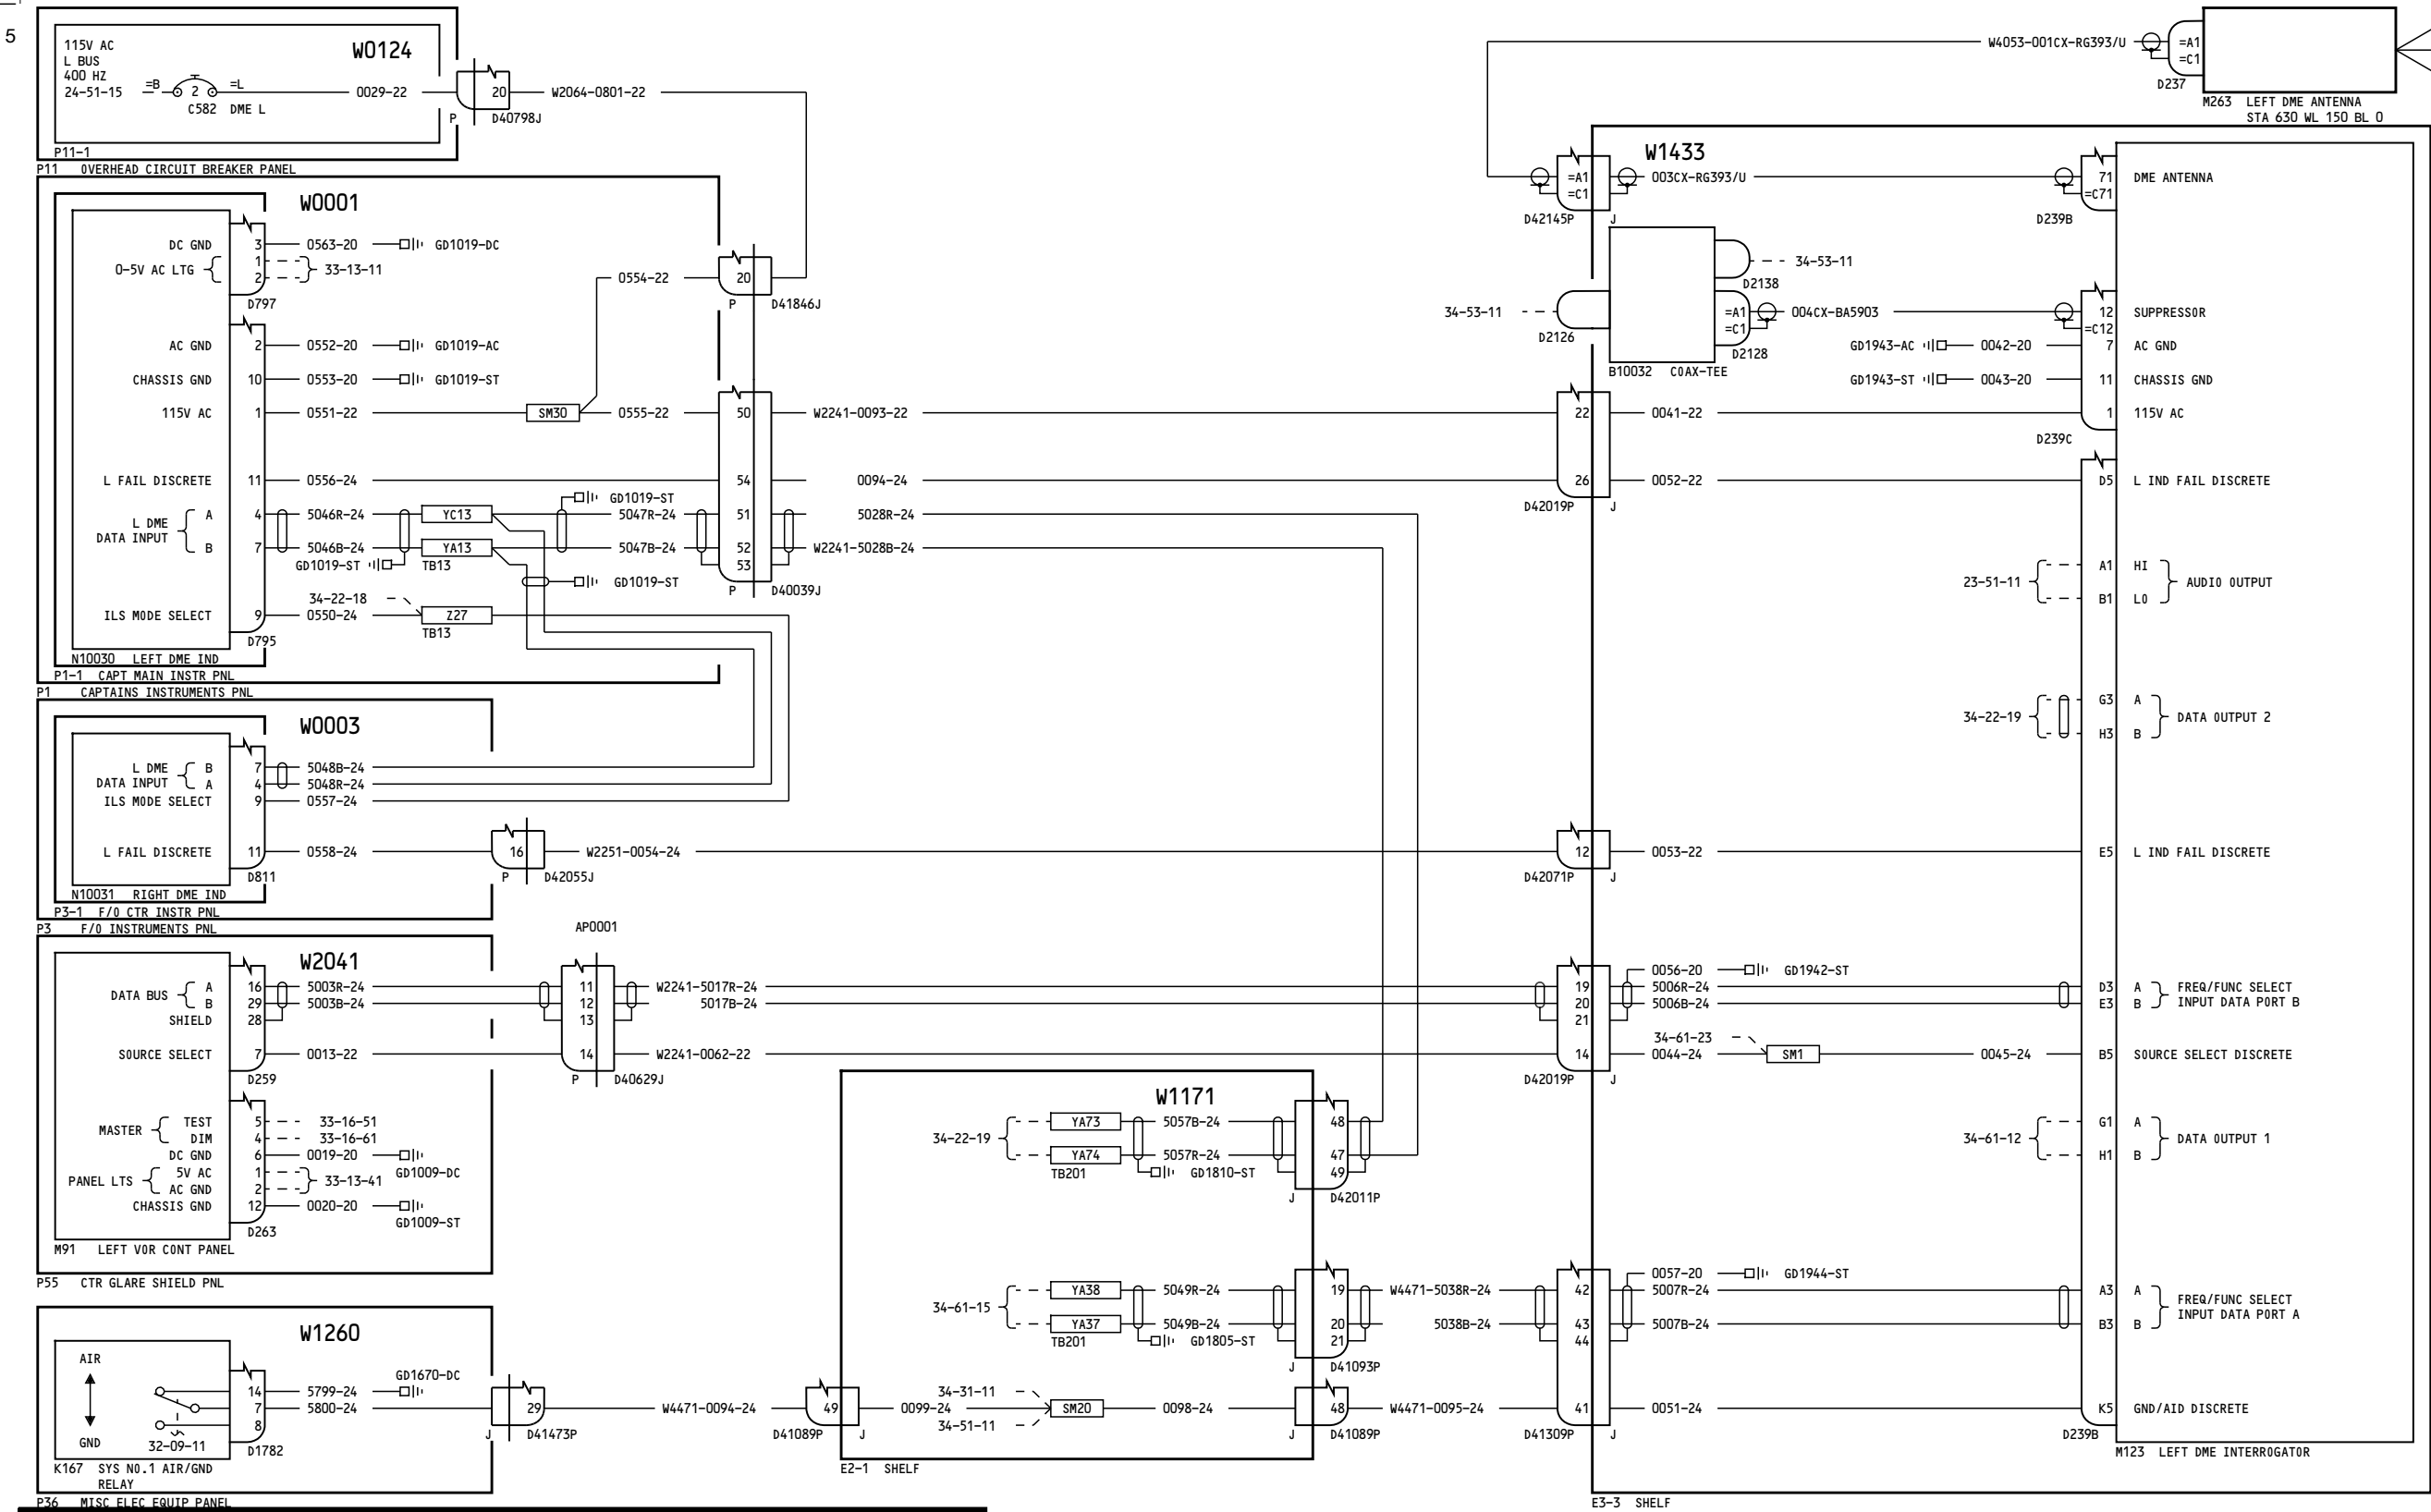 5
115V AC
L BUS
400 HZ
24-51-15
=B
2
=L
C582 DME L
W0124
0029-22
20
P
D40798J
W2064-0801-22
P11-1
P11 OVERHEAD CIRCUIT BREAKER PANEL
W4053-001CX-RG393/U
=A1
=C1
D237
M263 LEFT DME ANTENNA
STA 630 WL 150 BL 0
W0001
DC GND
3
0563-20
GD1019-DC
0-5V AC LTG
1
2
33-13-11
D797
AC GND
2
0552-20
GD1019-AC
CHASSIS GND
10
0553-20
GD1019-ST
115V AC
1
0551-22
SM30
0554-22
0555-22
20
P
D41846J
50
W2241-0093-22
L FAIL DISCRETE
11
0556-24
54
0094-24
L DME
DATA INPUT
A
4
5046R-24
YC13
GD1019-ST
5047R-24
51
5028R-24
B
7
5046B-24
YA13
5047B-24
52
W2241-5028B-24
GD1019-ST
TB13
53
GD1019-ST
P
D40039J
34-22-18
ILS MODE SELECT
9
0550-24
Z27
TB13
D795
N10030 LEFT DME IND
P1-1 CAPT MAIN INSTR PNL
P1 CAPTAINS INSTRUMENTS PNL
W0003
L DME
DATA INPUT
B
A
7
4
5048B-24
5048R-24
ILS MODE SELECT
9
0557-24
L FAIL DISCRETE
11
0558-24
16
P
D42055J
W2251-0054-24
D811
N10031 RIGHT DME IND
P3-1 F/O CTR INSTR PNL
P3 F/O INSTRUMENTS PNL
AP0001
W2041
DATA BUS
A
B
16
29
5003R-24
5003B-24
11
12
13
W2241-5017R-24
5017B-24
SHIELD
28
SOURCE SELECT
7
0013-22
14
W2241-0062-22
P
D40629J
D259
MASTER
TEST
DIM
5
4
33-16-51
33-16-61
DC GND
6
0019-20
GD1009-DC
PANEL LTS
5V AC
AC GND
1
2
33-13-41
CHASSIS GND
12
0020-20
GD1009-ST
D263
M91 LEFT VOR CONT PANEL
P55 CTR GLARE SHIELD PNL
W1260
AIR
GND
14
7
8
5799-24
5800-24
GD1670-DC
32-09-11
D1782
K167 SYS NO.1 AIR/GND
RELAY
P36 MISC ELEC EQUIP PANEL
29
J
D41473P
W4471-0094-24
49
D41089P
W1171
34-22-19
YA73
YA74
TB201
5057B-24
5057R-24
GD1810-ST
48
47
49
J
D42011P
34-61-15
YA38
YA37
TB201
5049R-24
5049B-24
GD1805-ST
19
20
21
J
D41093P
W4471-5038R-24
5038B-24
34-31-11
0099-24
34-51-11
SM20
0098-24
48
J
D41089P
W4471-0095-24
E2-1 SHELF
W1433
=A1
=C1
D42145P
J
003CX-RG393/U
71
=C71
DME ANTENNA
D239B
34-53-11
D2138
34-53-11
D2126
=A1
=C1
D2128
004CX-BA5903
12
=C12
SUPPRESSOR
B10032 COAX-TEE
GD1943-AC
0042-20
7
AC GND
GD1943-ST
0043-20
11
CHASSIS GND
22
0041-22
1
115V AC
D239C
26
0052-22
D5
L IND FAIL DISCRETE
D42019P
J
23-51-11
A1
B1
HI
LO
AUDIO OUTPUT
34-22-19
G3
H3
A
B
DATA OUTPUT 2
12
0053-22
E5
L IND FAIL DISCRETE
D42071P
J
0056-20
GD1942-ST
19
20
21
5006R-24
5006B-24
D3
E3
A
B
FREQ/FUNC SELECT
INPUT DATA PORT B
34-61-23
14
0044-24
SM1
0045-24
B5
SOURCE SELECT DISCRETE
D42019P
J
34-61-12
G1
H1
A
B
DATA OUTPUT 1
0057-20
GD1944-ST
42
43
44
5007R-24
5007B-24
A3
B3
A
B
FREQ/FUNC SELECT
INPUT DATA PORT A
41
0051-24
K5
GND/AID DISCRETE
D41309P
J
D239B
M123 LEFT DME INTERROGATOR
E3-3 SHELF